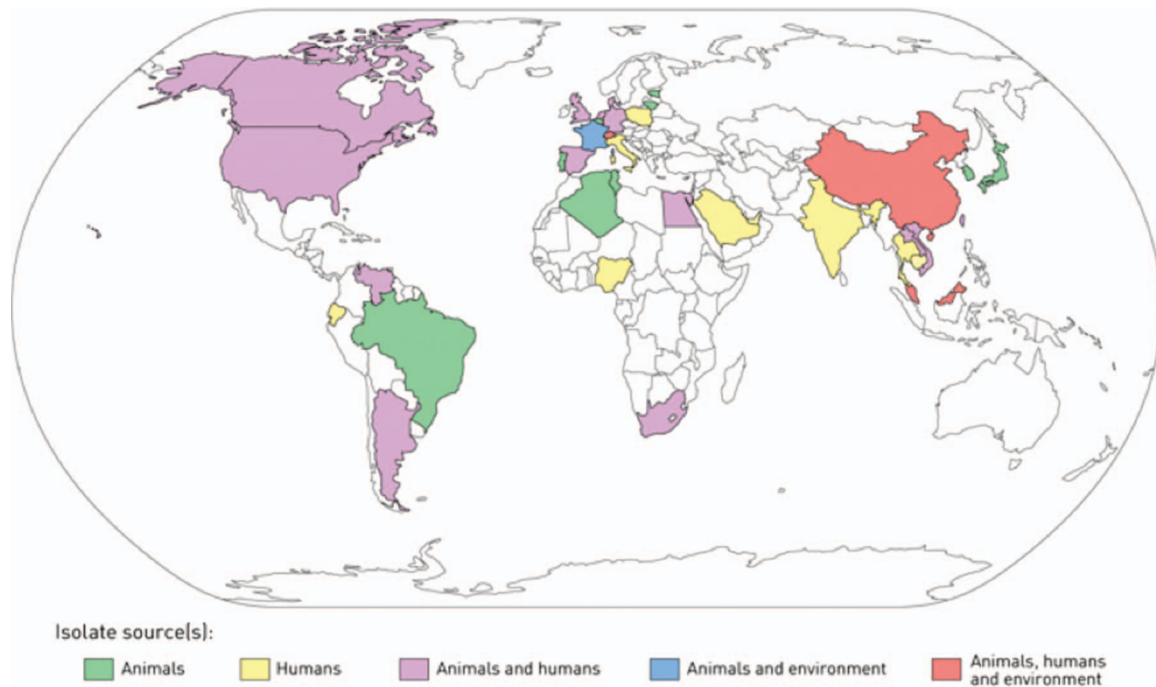 Isolate source(s):
Animals
Humans
Animals and humans
Animals and environment
Animals, humans
and environment